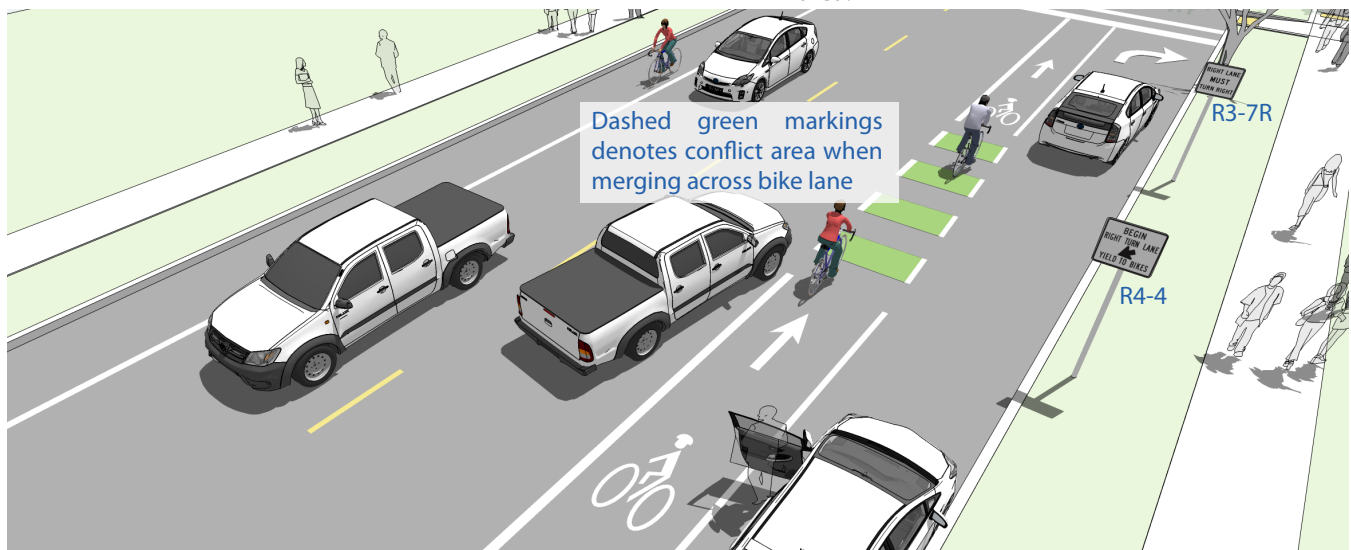 Dashed green markings
denotes conflict area when
merging across bike lane
RIGHT LANE
MUST
TURN RIGHT
R3-7R
BEGIN
RIGHT TURN LANE
YIELD TO BIKES
R4-4